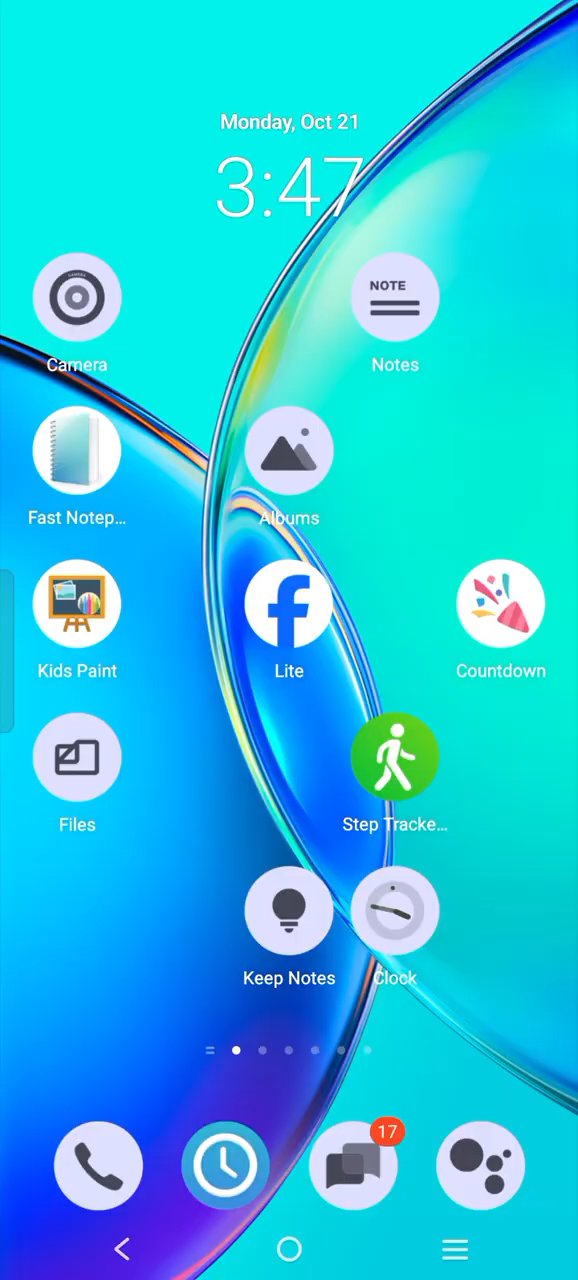 Monday, Oct 21
3:47
CAMERA
NOTE
Camera
Notes
Fast Notep...
Albums
Kids Paint
Lite
Countdown
Files
Step Tracke...
Keep Notes
Clock
17